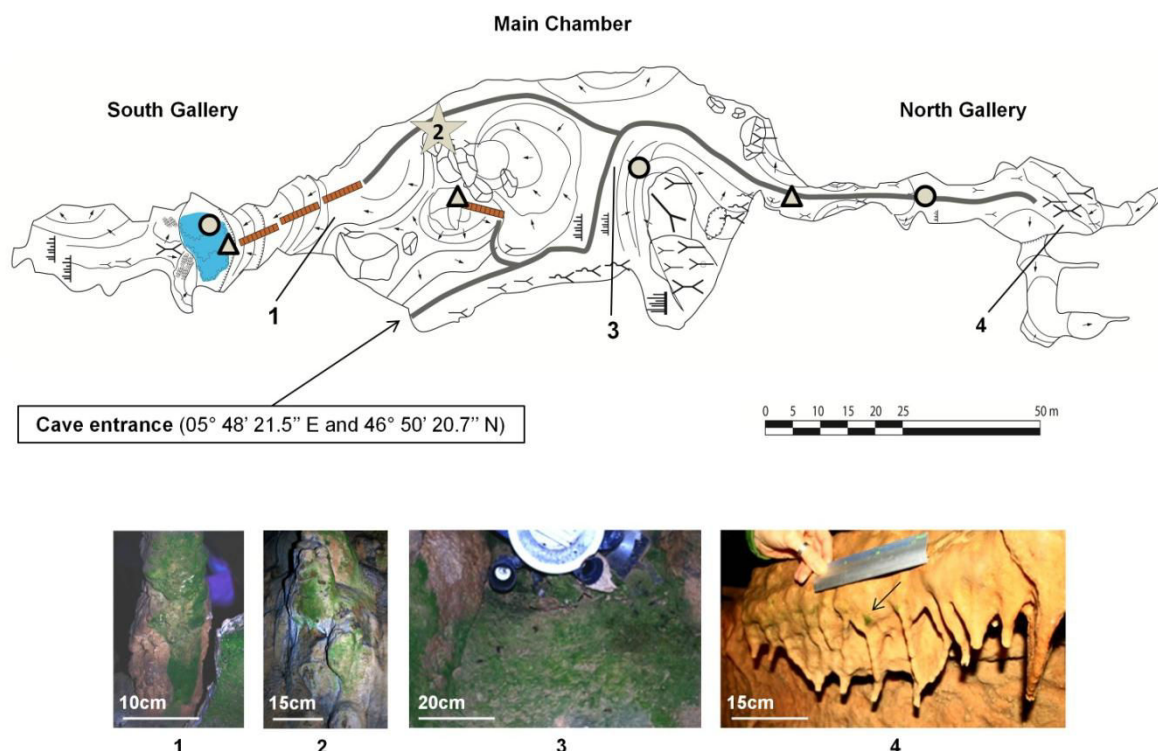 Main Chamber
South Gallery
North Gallery
2
1
3
4
Cave entrance (05° 48’ 21.5” E and 46° 50’ 20.7” N)
0 5 10 15 20 25 50 m
10cm
15cm
20cm
15cm
1
2
3
4